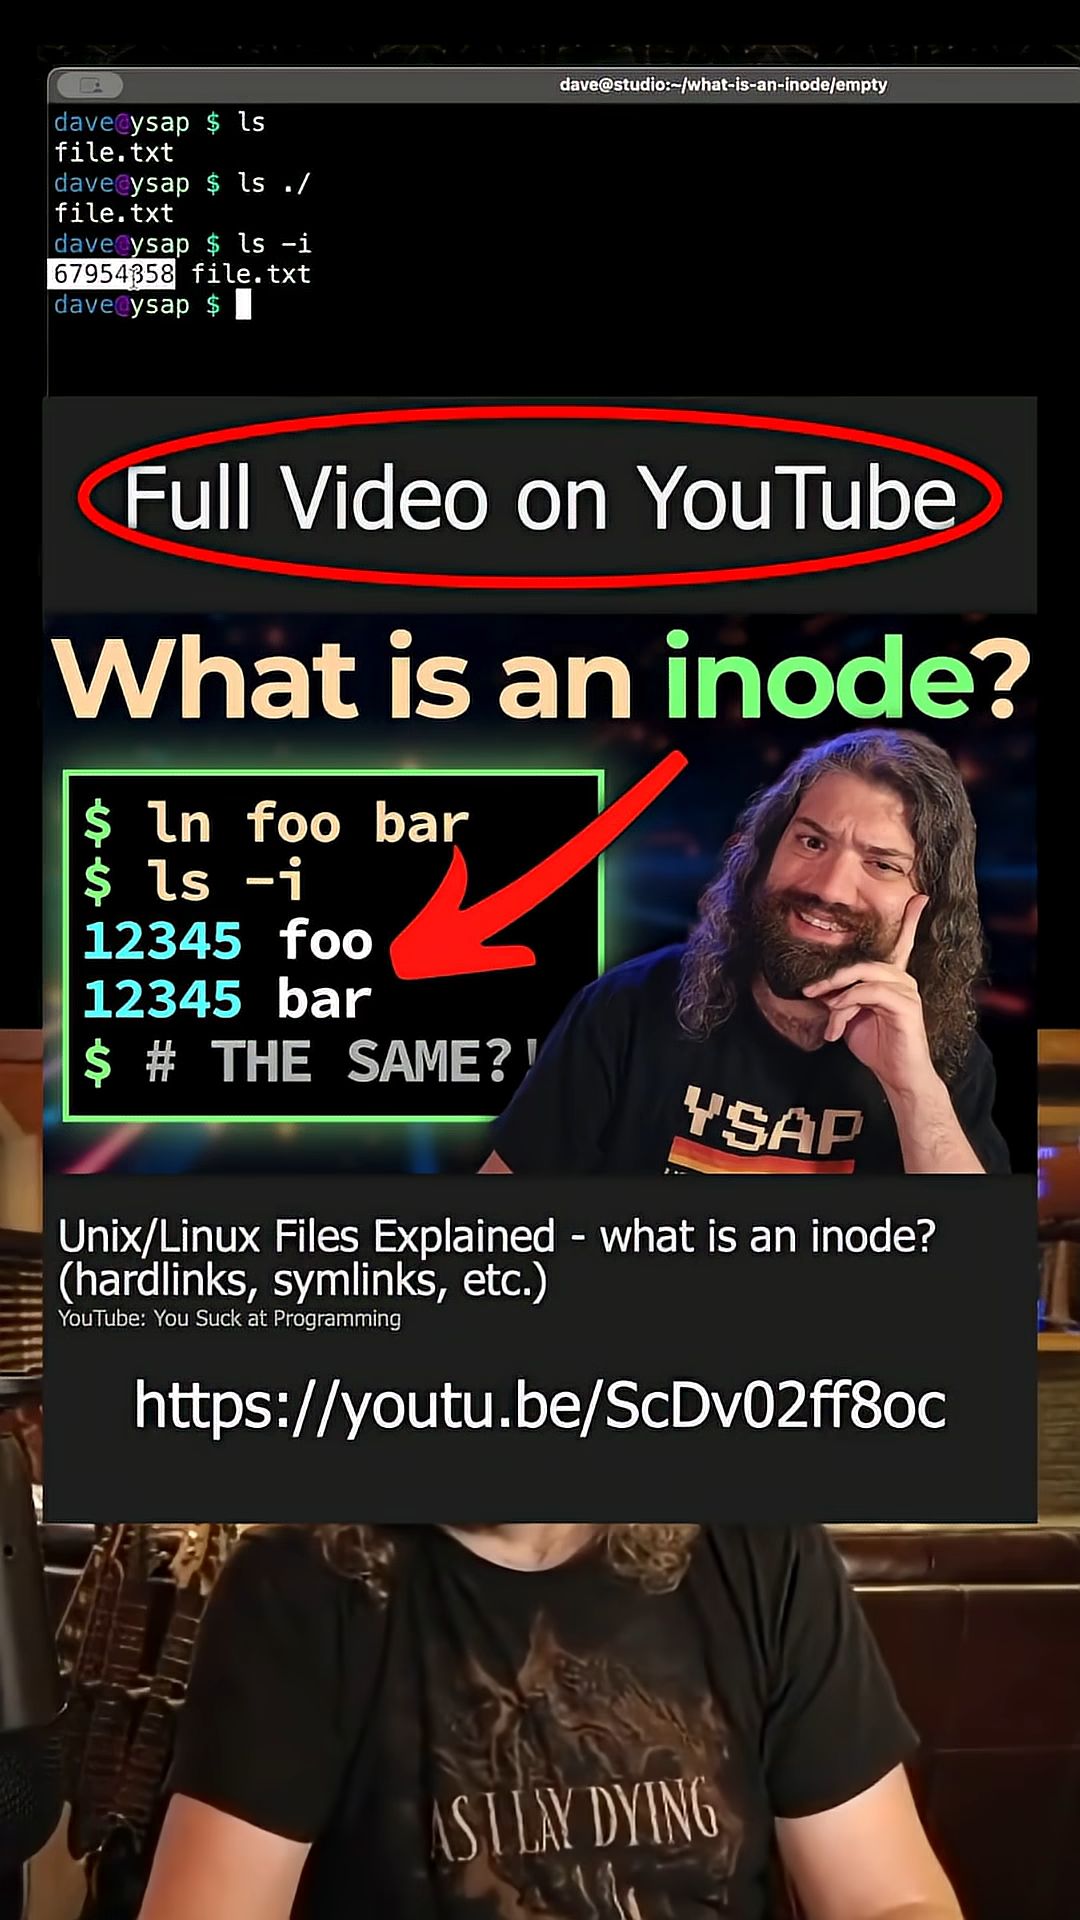 dave@studio:~/what-is-an-inode/empty
dave@ysap $ ls
file.txt
dave@ysap $ ls ./
file.txt
dave@ysap $ ls -i
67954358 file.txt
dave@ysap $
Full Video on YouTube
What is an inode?
$ ln foo bar
$ ls -i
12345 foo
12345 bar
$ # THE SAME?!
YSAP
Unix/Linux Files Explained - what is an inode?
(hardlinks, symlinks, etc.)
YouTube: You Suck at Programming
https://youtu.be/ScDv02ff8oc
AS I LAY DYING